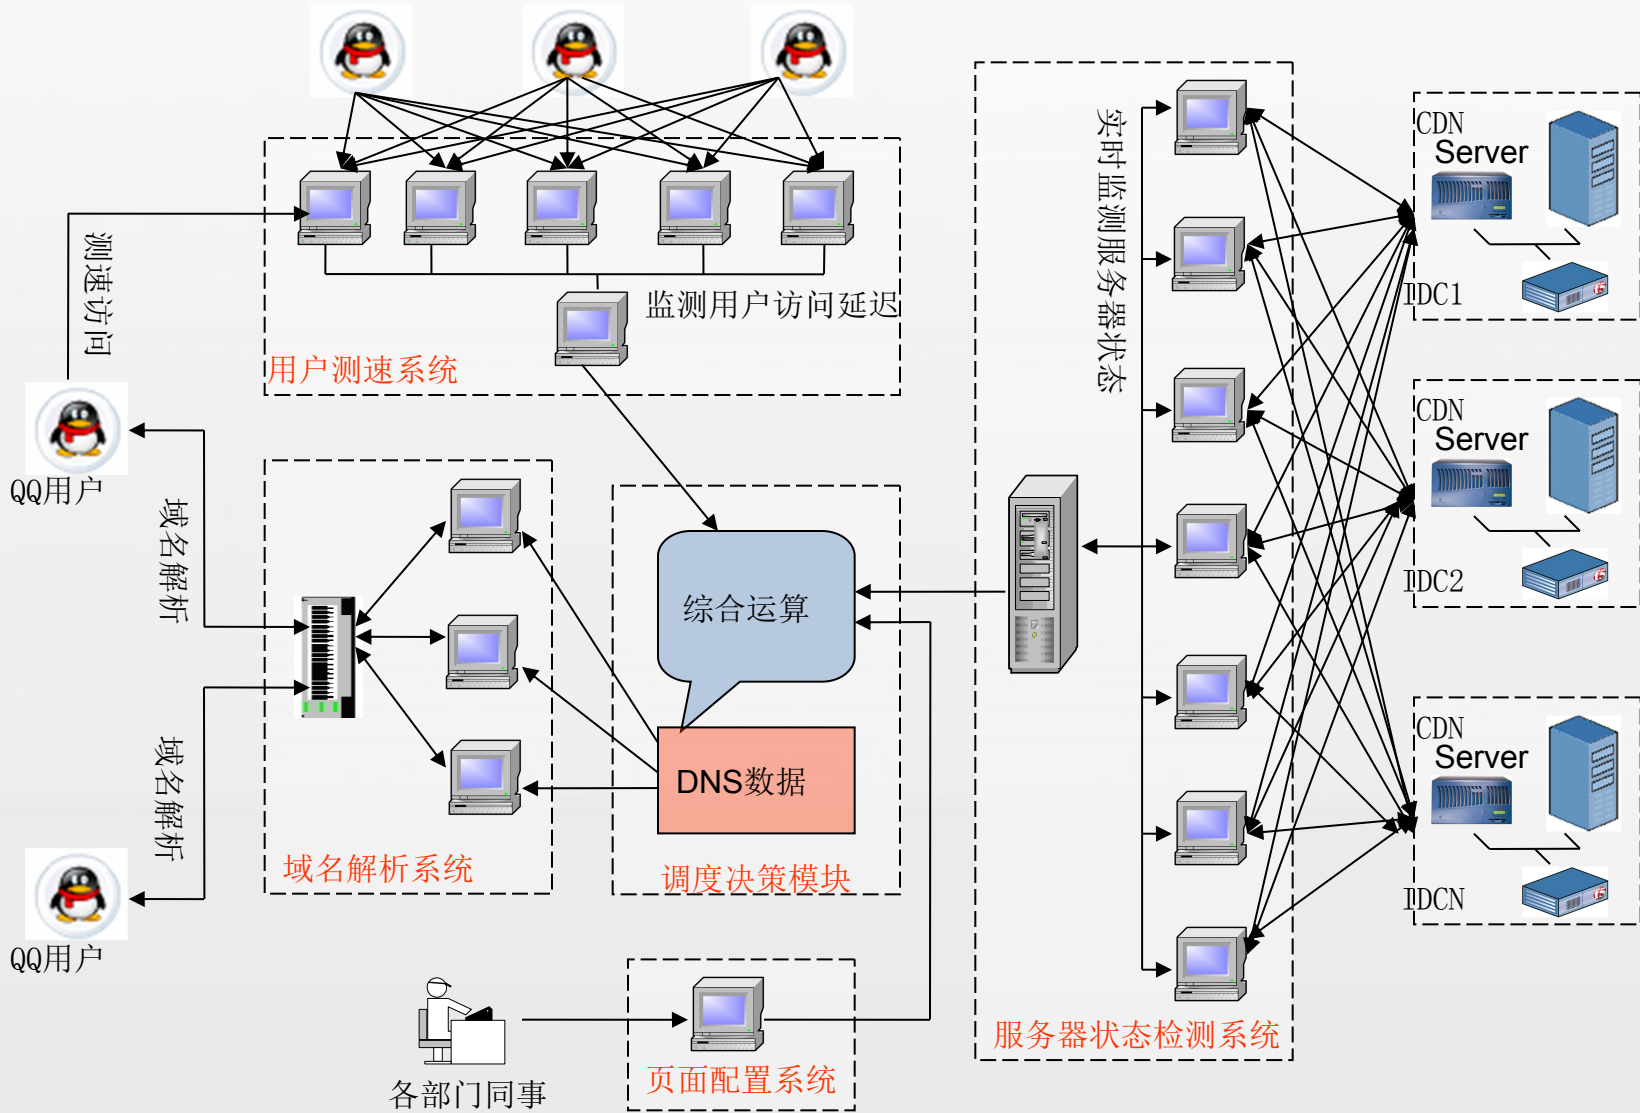 实时监测服务器状态
CDN
Server
IDC1
测速访问
监测用户访问延迟
用户测速系统
CDN
Server
IDC2
QQ用户
域名解析
综合运算
DNS数据
CDN
Server
IDCN
域名解析
域名解析系统
调度决策模块
QQ用户
服务器状态检测系统
页面配置系统
各部门同事